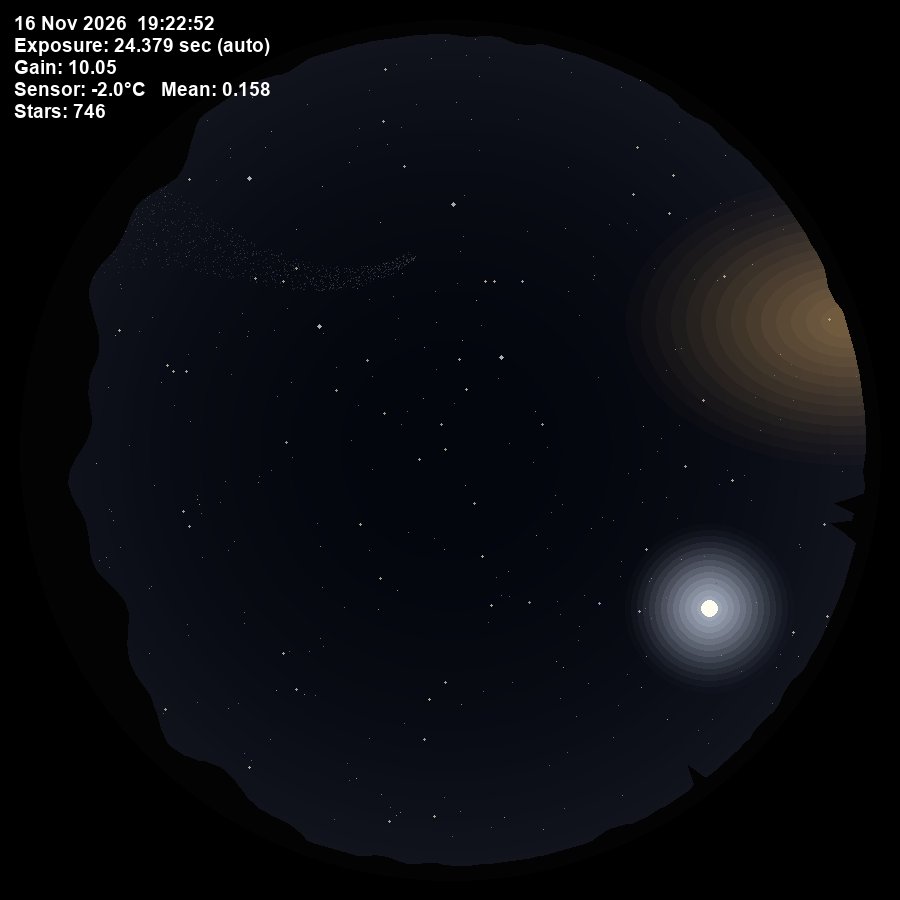 16 Nov 2026  19:22:52
Exposure: 24.379 sec (auto)
Gain: 10.05
Sensor: -2.0°C   Mean: 0.158
Stars: 746